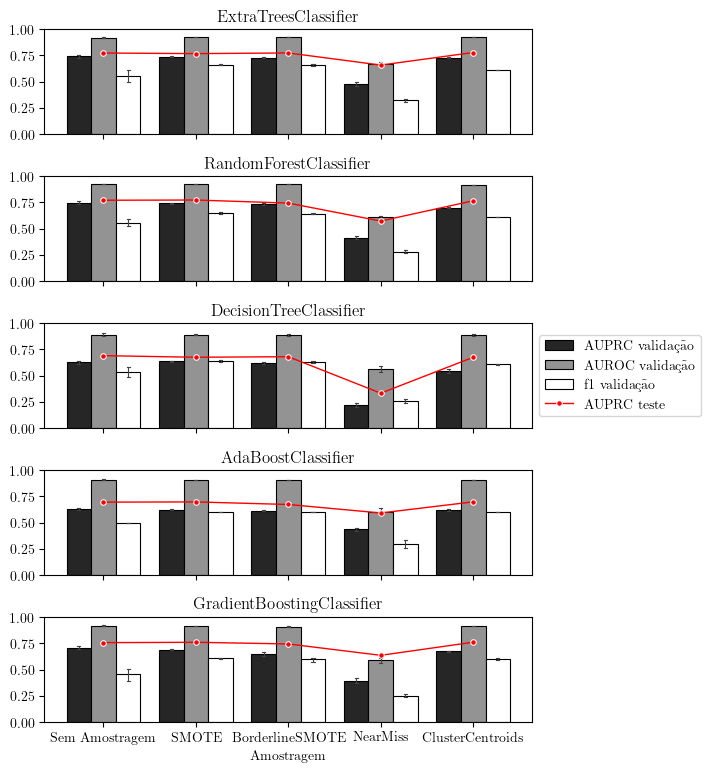 ExtraTreesClassifier
1.00
0.75
0.50
0.25
0.00
RandomForestClassifier
1.00
0.75
0.50
0.25
0.00
DecisionTreeClassifier
1.00
0.75
0.50
0.25
0.00
AUPRC validação
AUROC validação
f1 validação
AUPRC teste
AdaBoostClassifier
1.00
0.75
0.50
0.25
0.00
GradientBoostingClassifier
1.00
0.75
0.50
0.25
0.00
Sem Amostragem SMOTE BorderlineSMOTE NearMiss ClusterCentroids
Amostragem